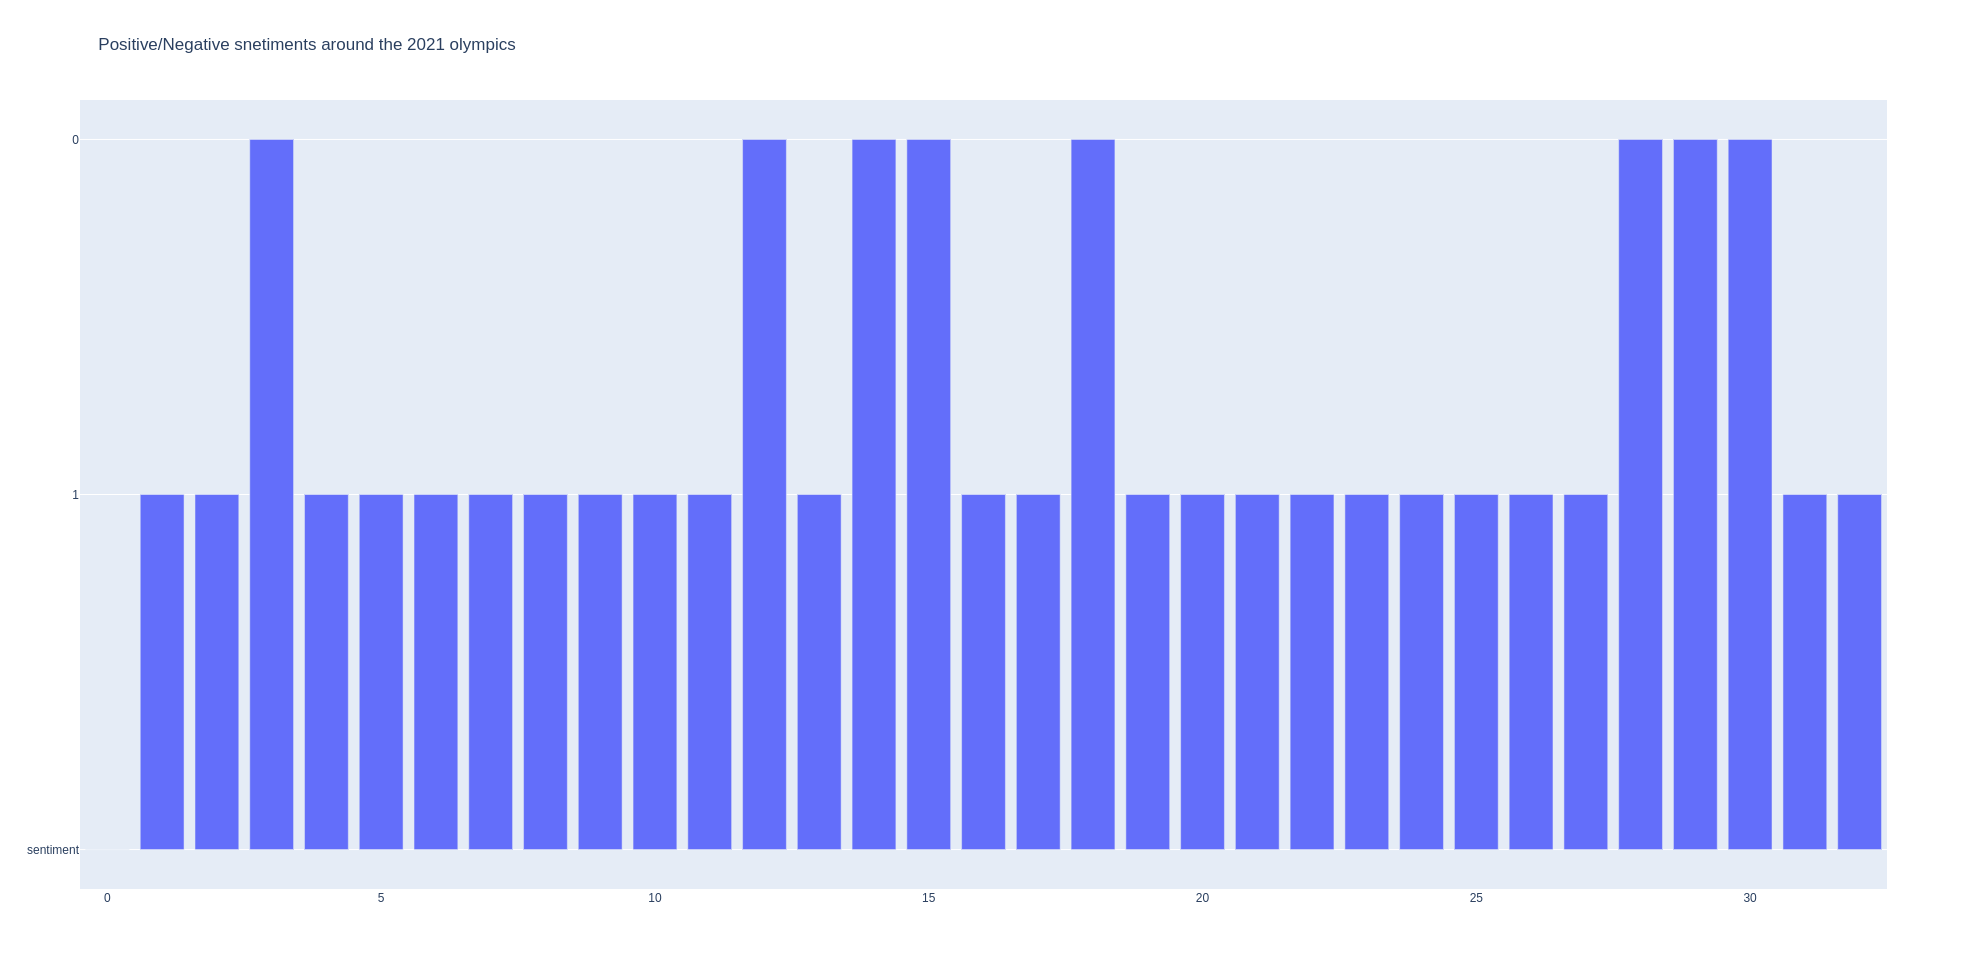 Positive/Negative snetiments around the 2021 olympics
0
1
sentiment
0 5 10 15 20 25 30